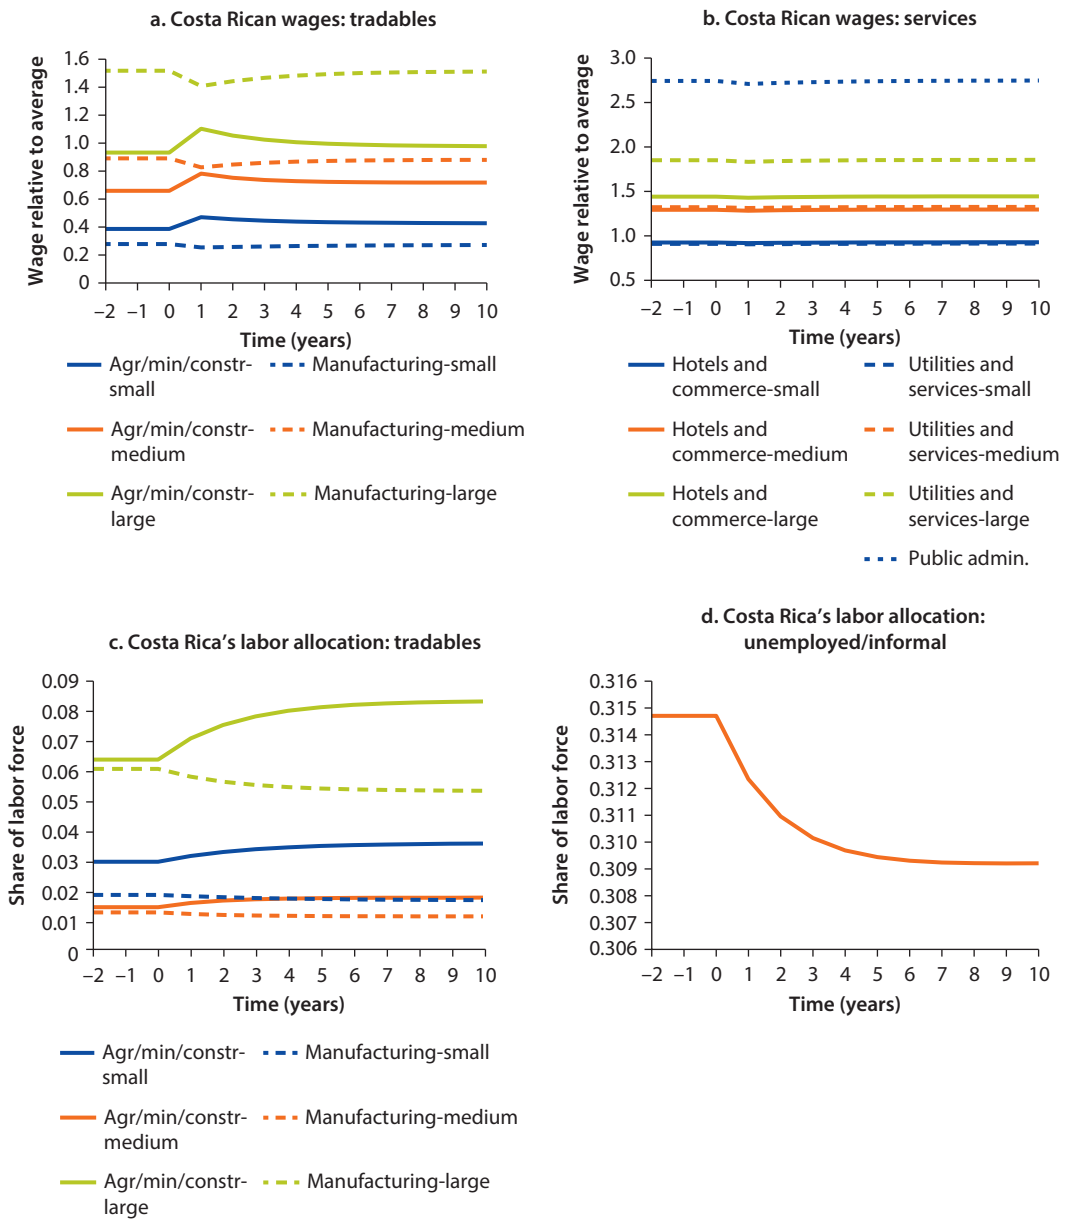 a. Costa Rican wages: tradables
Wage relative to average
1.6
1.4
1.2
1.0
0.8
0.6
0.4
0.2
0
–2 –1 0 1 2 3 4 5 6 7 8 9 10
Time (years)
Agr/min/constr-
small
Manufacturing-small
Agr/min/constr-
medium
Manufacturing-medium
Agr/min/constr-
large
Manufacturing-large
b. Costa Rican wages: services
Wage relative to average
3.0
2.5
2.0
1.5
1.0
0.5
–2 –1 0 1 2 3 4 5 6 7 8 9 10
Time (years)
Hotels and
commerce-small
Utilities and
services-small
Hotels and
commerce-medium
Utilities and
services-medium
Hotels and
commerce-large
Utilities and
services-large
Public admin.
c. Costa Rica’s labor allocation: tradables
Share of labor force
0.09
0.08
0.07
0.06
0.05
0.04
0.03
0.02
0.01
0
–2 –1 0 1 2 3 4 5 6 7 8 9 10
Time (years)
Agr/min/constr-
small
Manufacturing-small
Agr/min/constr-
medium
Manufacturing-medium
Agr/min/constr-
large
Manufacturing-large
d. Costa Rica’s labor allocation:
unemployed/informal
Share of labor force
0.316
0.315
0.314
0.313
0.312
0.311
0.310
0.309
0.308
0.307
0.306
–2 –1 0 1 2 3 4 5 6 7 8 9 10
Time (years)